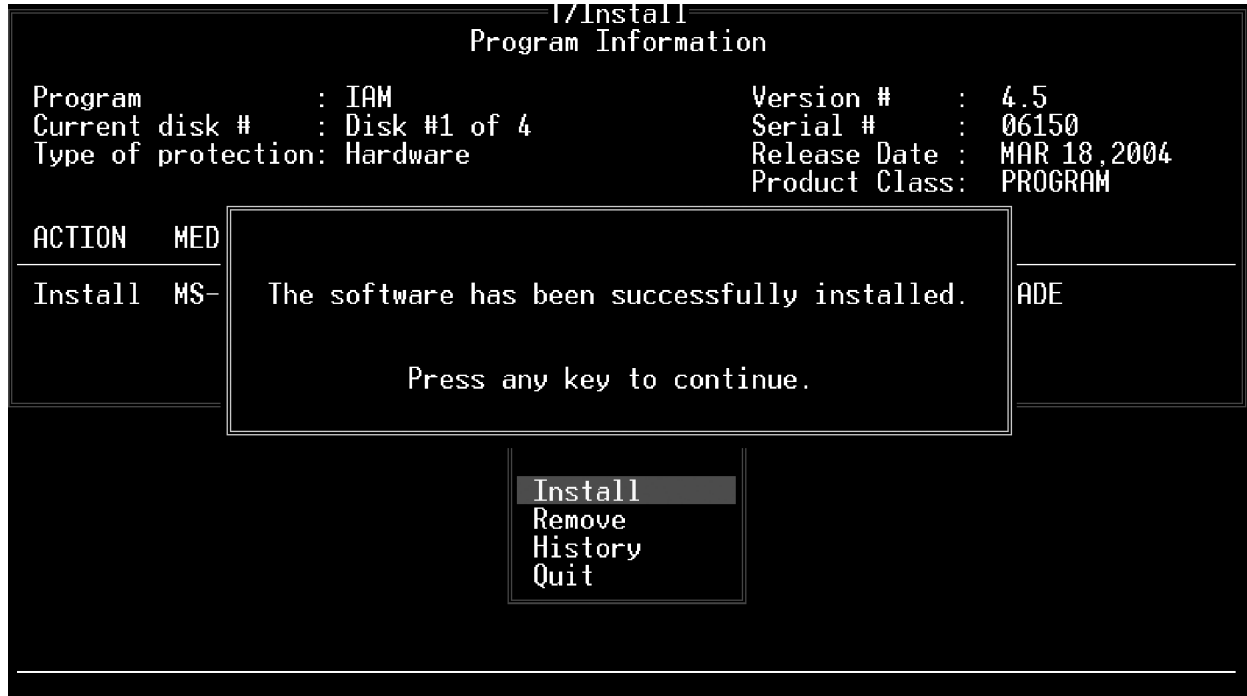 T/Install
Program Information
Program : IAM Version # : 4.5
Current disk # : Disk #1 of 4 Serial # : 06150
Type of protection: Hardware Release Date : MAR 18,2004
Product Class: PROGRAM
ACTION MED
Install MS- The software has been successfully installed. ADE
Press any key to continue.
Install
Remove
History
Quit